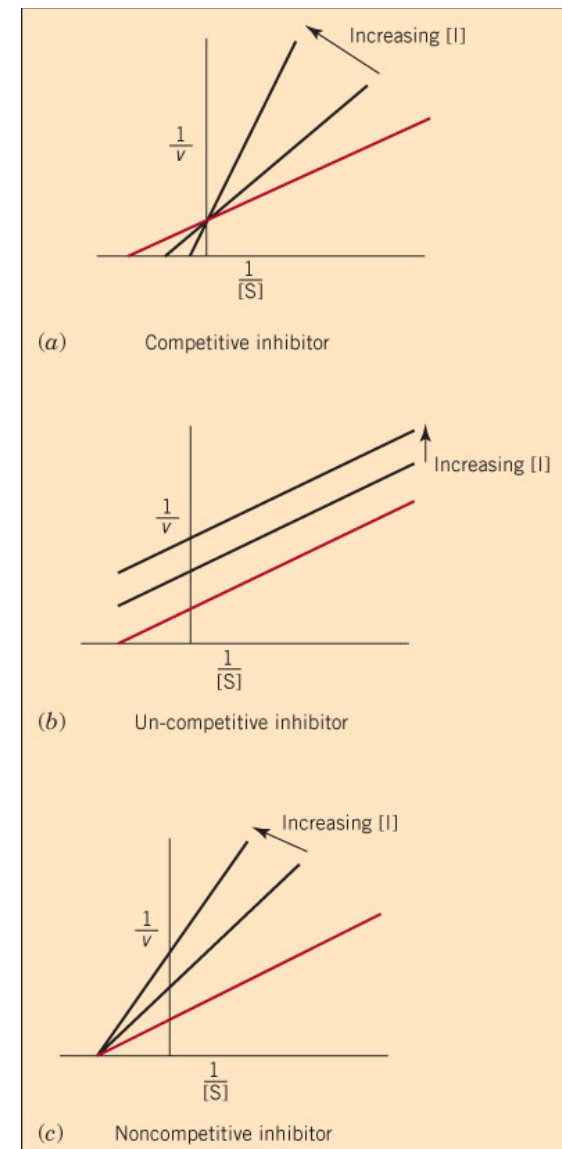 Increasing [I]
1
v
1
[S]
(a) Competitive inhibitor
Increasing [I]
1
v
1
[S]
(b) Un-competitive inhibitor
Increasing [I]
1
v
1
[S]
(c) Noncompetitive inhibitor